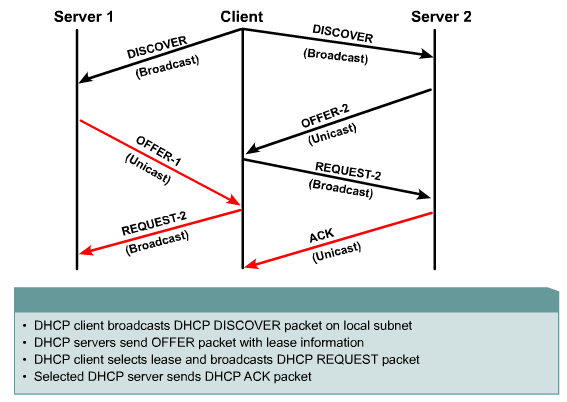 Server 1 Client Server 2
DISCOVER
(Broadcast)
DISCOVER
(Broadcast)
OFFER-2
(Unicast)
OFFER-1
(Unicast)
REQUEST-2
(Broadcast)
REQUEST-2
(Broadcast)
ACK
(Unicast)
• DHCP client broadcasts DHCP DISCOVER packet on local subnet
• DHCP servers send OFFER packet with lease information
• DHCP client selects lease and broadcasts DHCP REQUEST packet
• Selected DHCP server sends DHCP ACK packet